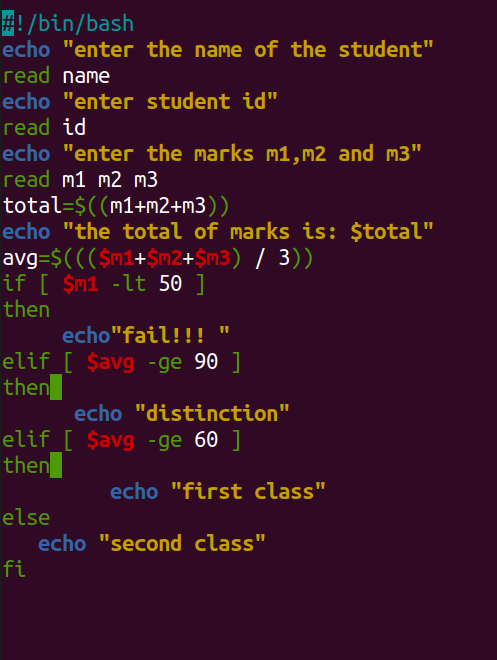 #!/bin/bash
echo "enter the name of the student"
read name
echo "enter student id"
read id
echo "enter the marks m1,m2 and m3"
read m1 m2 m3
total=$((m1+m2+m3))
echo "the total of marks is: $total"
avg=$((($m1+$m2+$m3) / 3))
if [ $m1 -lt 50 ]
then
     echo"fail!!! "
elif [ $avg -ge 90 ]
then
      echo "distinction"
elif [ $avg -ge 60 ]
then
         echo "first class"
else
   echo "second class"
fi